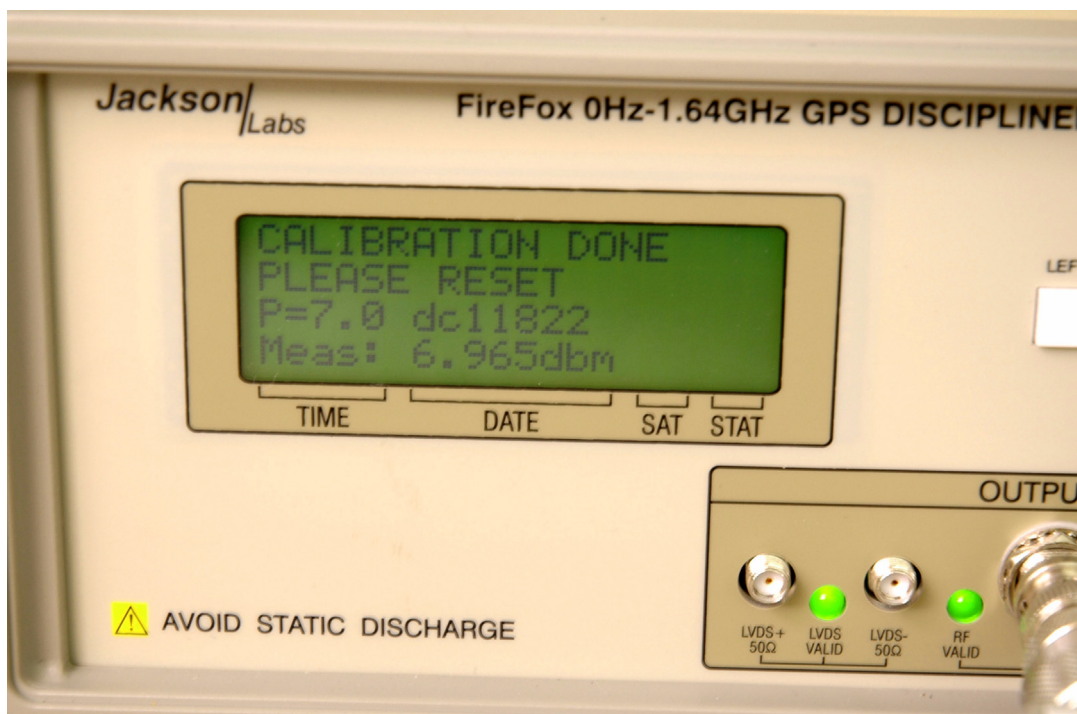 Jackson Labs
FireFox 0Hz-1.64GHz GPS DISCIPLINE
CALIBRATION DONE
PLEASE RESET
P=7.0 dc11822
Meas: 6.965dbm
TIME DATE SAT STAT
LEF
OUTPU
LVDS+ 50Ω
LVDS VALID
LVDS- 50Ω
RF VALID
AVOID STATIC DISCHARGE